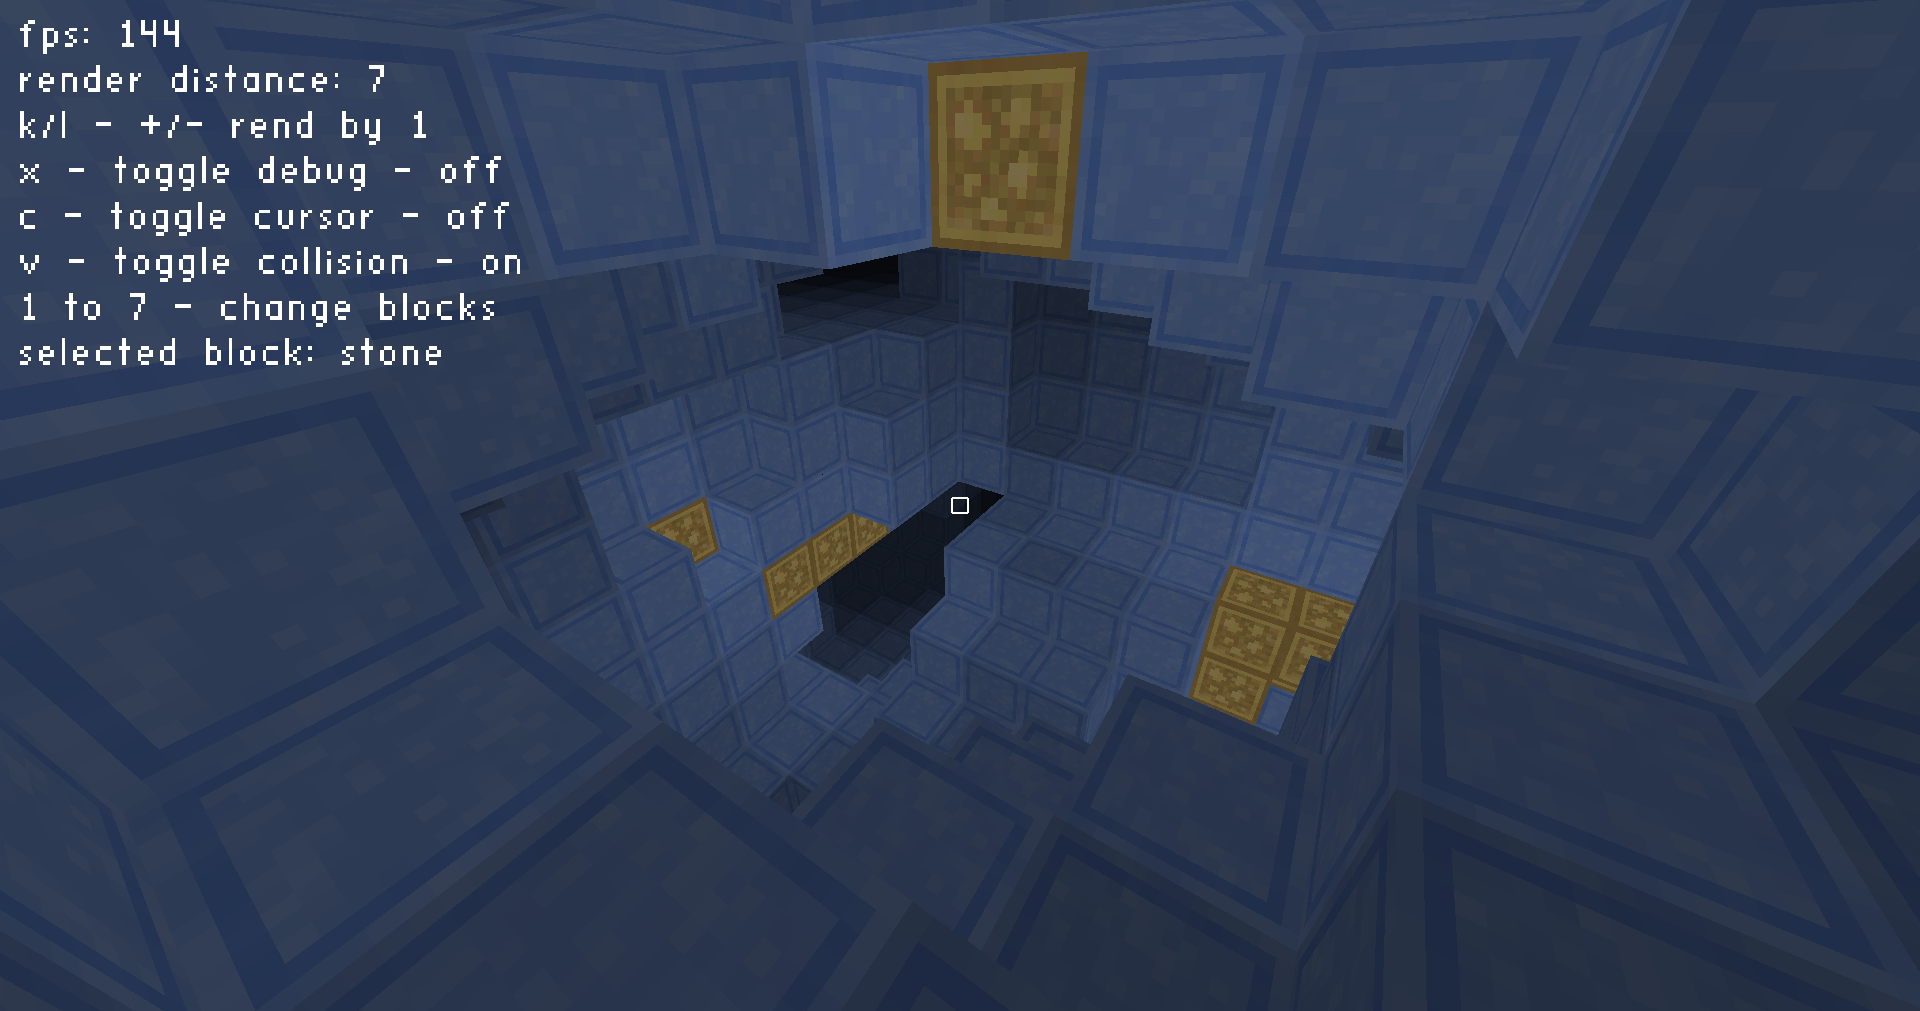 fps: 144
render distance: 7
k/l - +/- rend by 1
x - toggle debug - off
c - toggle cursor - off
v - toggle collision - on
1 to 7 - change blocks
selected block: stone